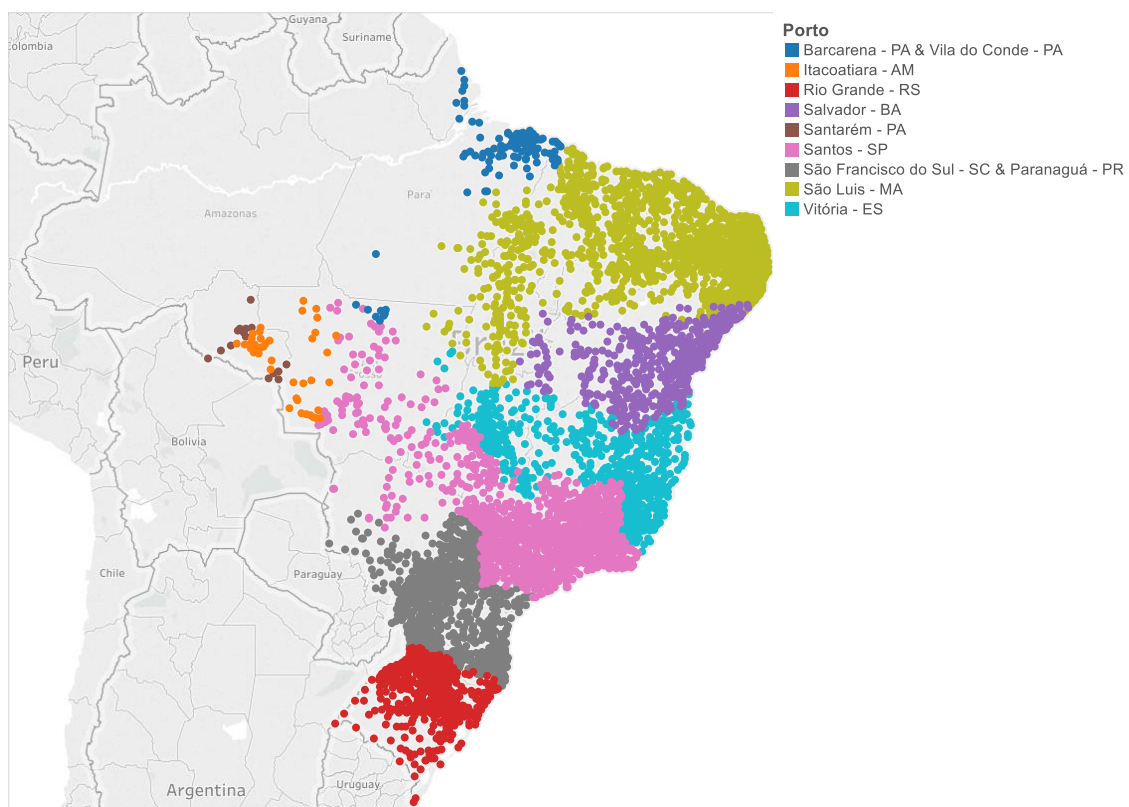 Guyana
Suriname
Colombia
Para
Amazonas
Peru
Bolivia
Chile
Paraguay
Argentina
Uruguay
Porto
Barcarena - PA & Vila do Conde - PA
Itacoatiara - AM
Rio Grande - RS
Salvador - BA
Santarém - PA
Santos - SP
São Francisco do Sul - SC & Paranaguá - PR
São Luis - MA
Vitória - ES